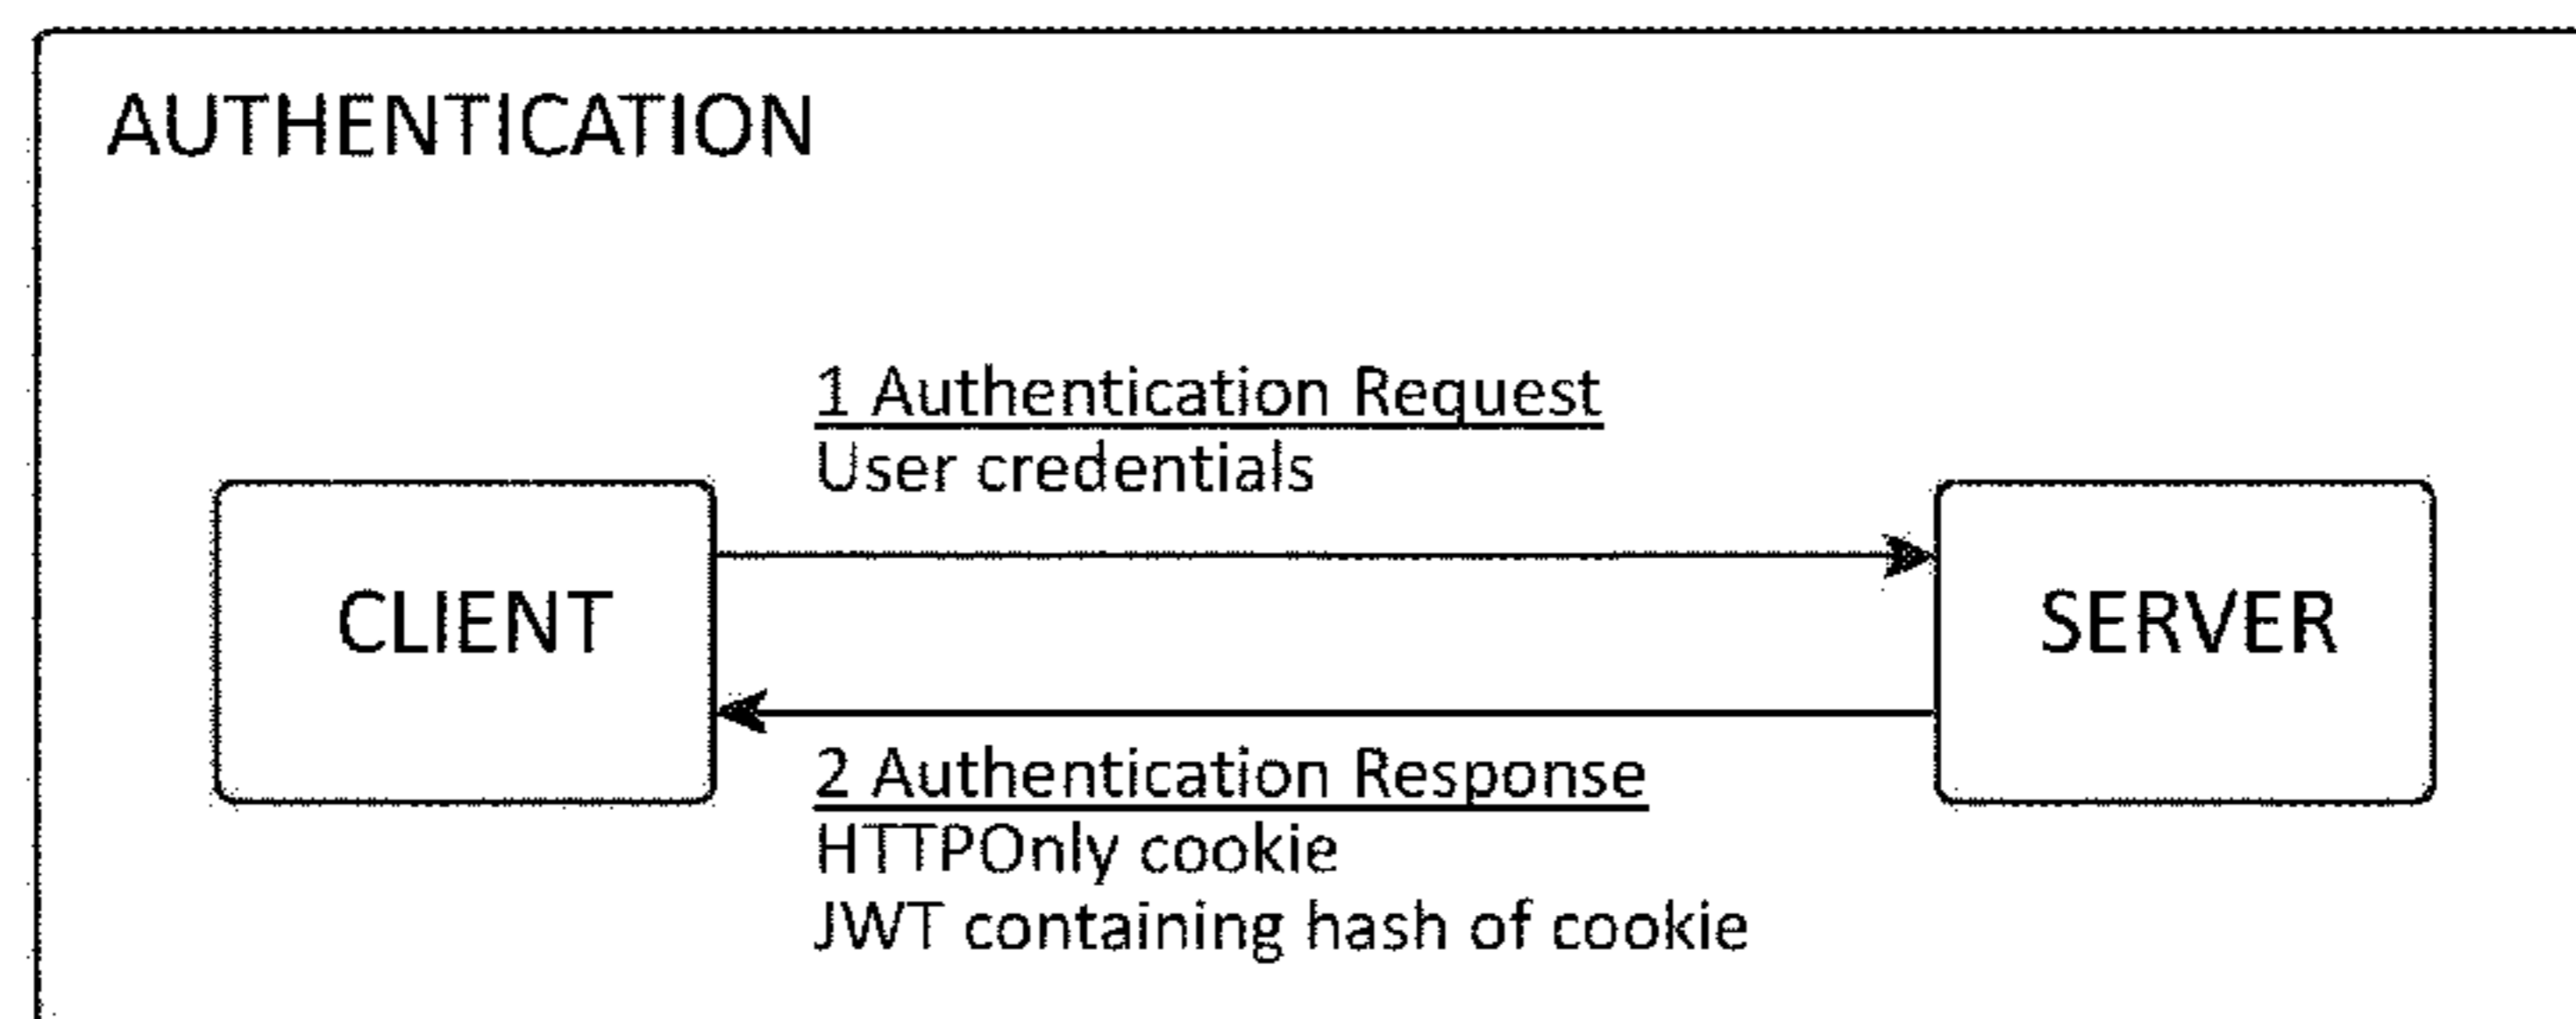 AUTHENTICATION
1 Authentication Request
User credentials
CLIENT
SERVER
2 Authentication Response
HTTPOnly cookie
JWT containing hash of cookie